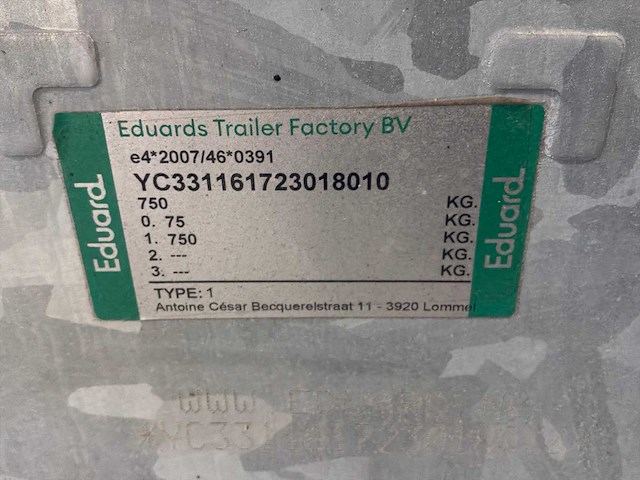 Eduards Trailer Factory BV
e4*2007/46*0391
YC331161723018010
750 KG.
0. 75 KG.
1. 750 KG.
2. --- KG.
3. --- KG.
TYPE: 1
Antoine César Becquerelstraat 11 - 3920 Lommel
Eduard
Eduard
WWW